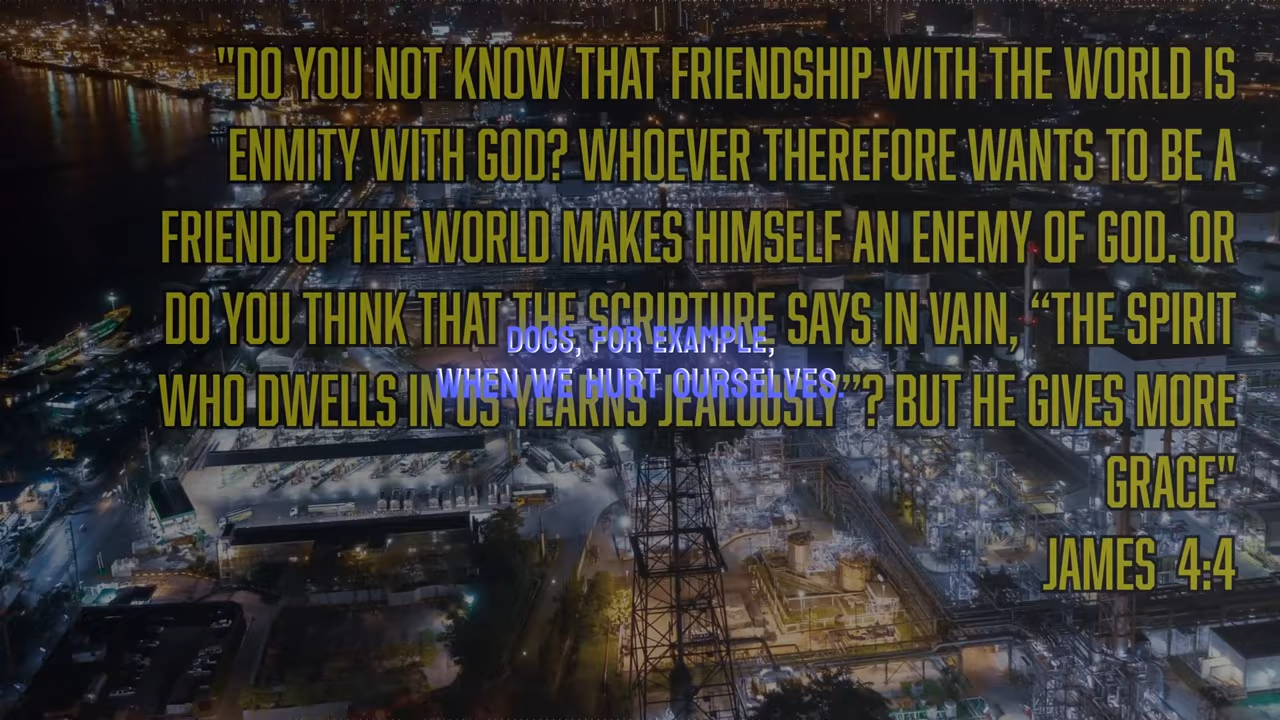 "DO YOU NOT KNOW THAT FRIENDSHIP WITH THE WORLD IS
ENMITY WITH GOD? WHOEVER THEREFORE WANTS TO BE A
FRIEND OF THE WORLD MAKES HIMSELF AN ENEMY OF GOD. OR
DO YOU THINK THAT THE SCRIPTURE SAYS IN VAIN, “THE SPIRIT
DOGS, FOR EXAMPLE,
WHEN WE HURT OURSELVES.
WHO DWELLS IN US YEARNS JEALOUSLY”? BUT HE GIVES MORE
GRACE"
JAMES 4:4